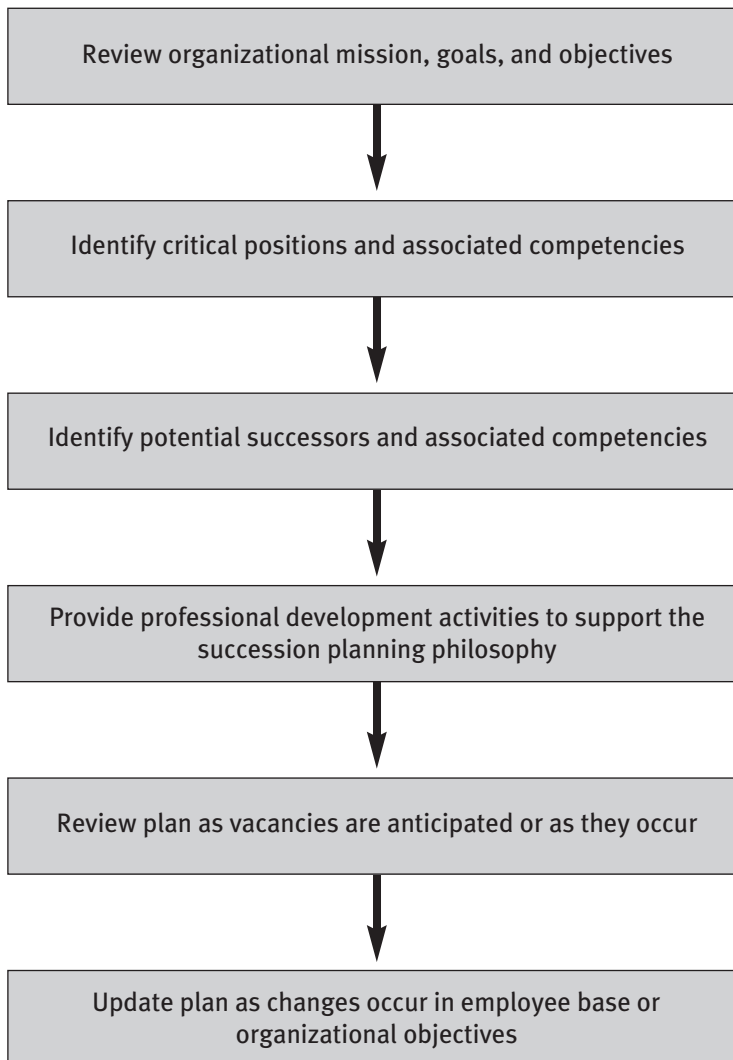 Review organizational mission, goals, and objectives
Identify critical positions and associated competencies
Identify potential successors and associated competencies
Provide professional development activities to support the
succession planning philosophy
Review plan as vacancies are anticipated or as they occur
Update plan as changes occur in employee base or
organizational objectives